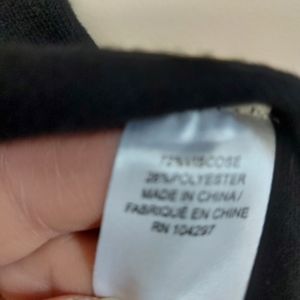 72% VISCOSE
28% POLYESTER
MADE IN CHINA/
FABRIQUÉ EN CHINE
RN 104297